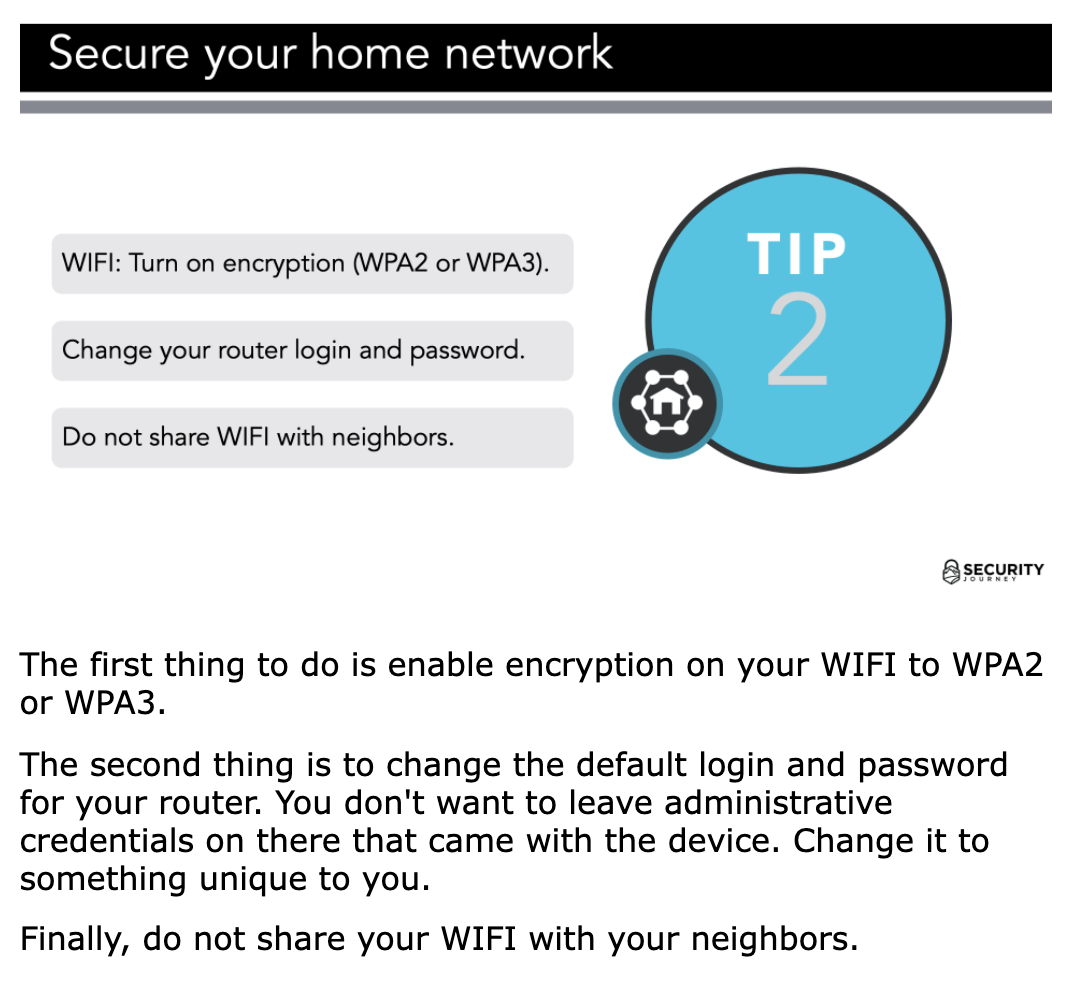 Secure your home network
WIFI: Turn on encryption (WPA2 or WPA3).
Change your router login and password.
Do not share WIFI with neighbors.
TIP
2
SECURITY
JOURNEY
The first thing to do is enable encryption on your WIFI to WPA2
or WPA3.
The second thing is to change the default login and password
for your router. You don't want to leave administrative
credentials on there that came with the device. Change it to
something unique to you.
Finally, do not share your WIFI with your neighbors.